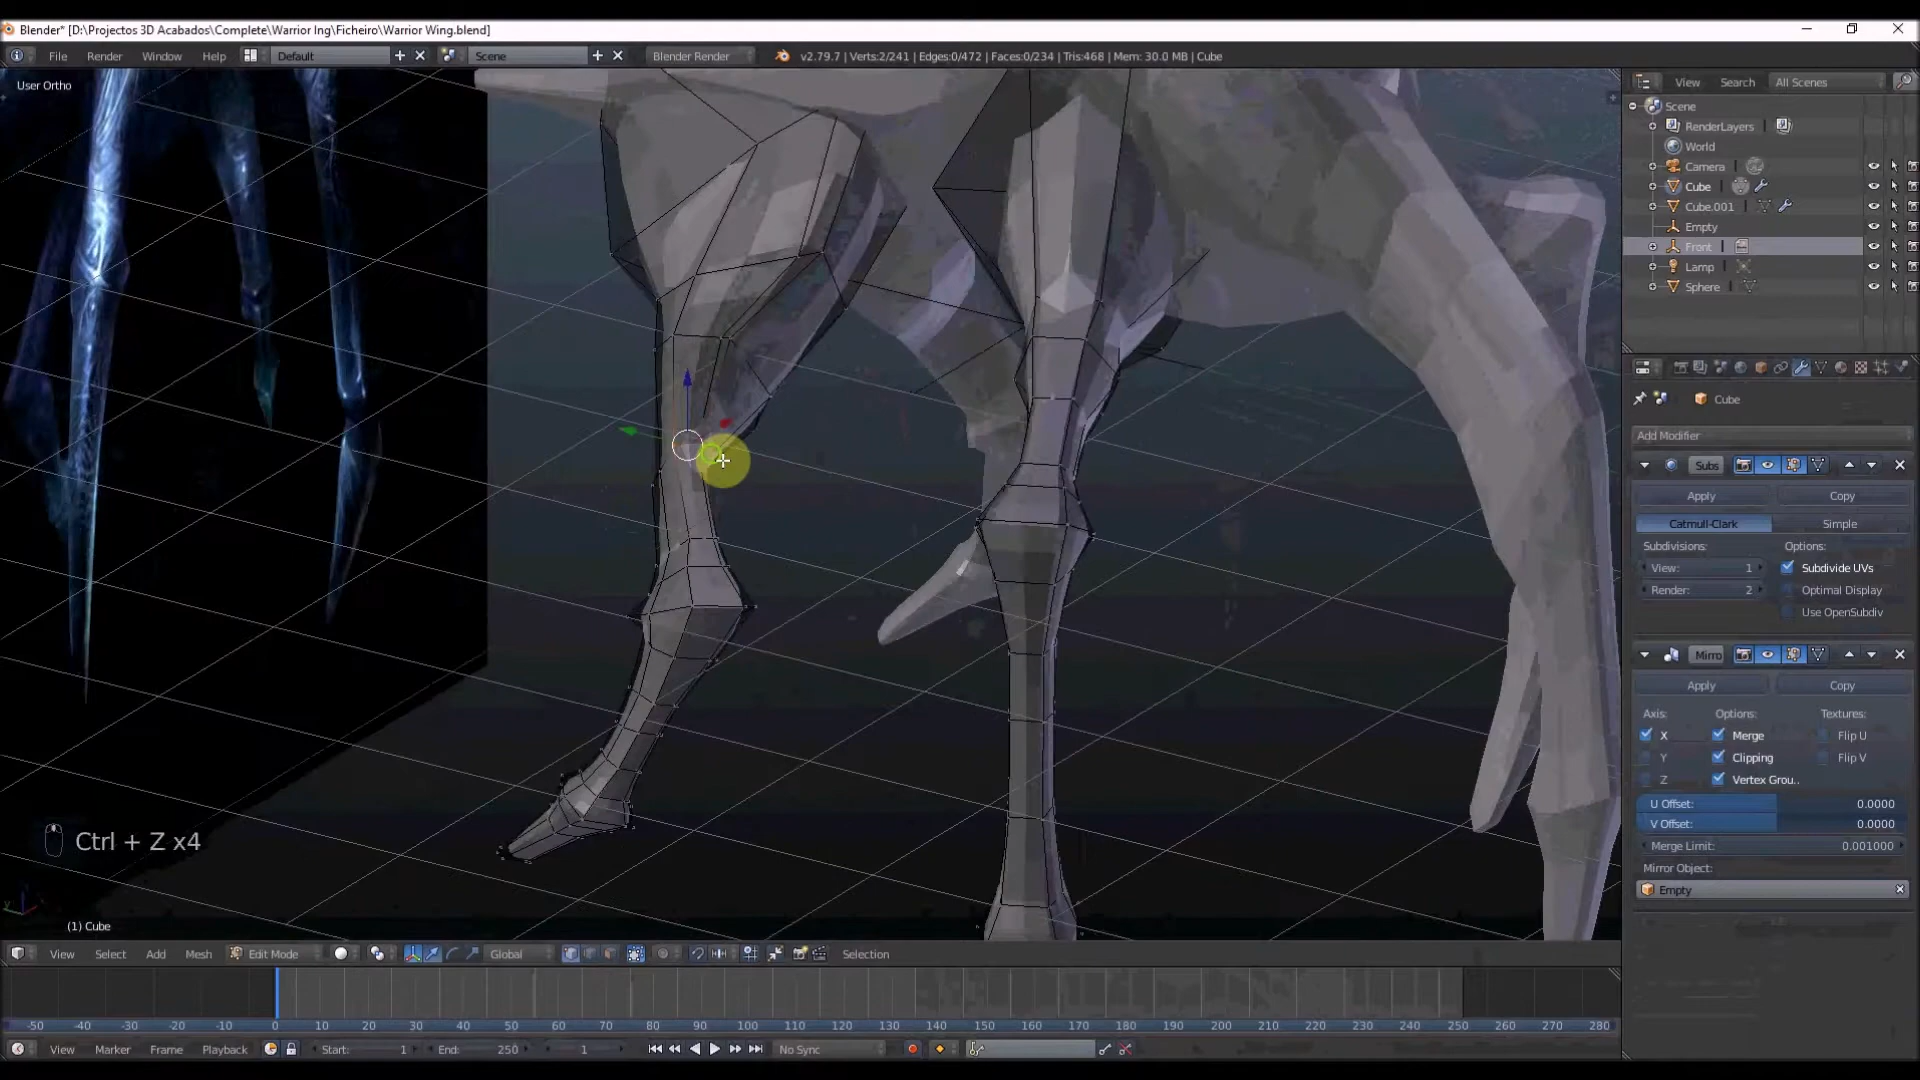 Blender* [D:\Projectos 3D Acabados\Complete\Warrior Ing\Ficheiro\Warrior Wing.blend]
File Render Window Help Default Scene Blender Render v2.79.7 | Verts:2/241 | Edges:0/472 | Faces:0/234 | Tris:468 | Mem: 30.0 MB | Cube
User Ortho
View Search All Scenes
Scene
RenderLayers
World
Camera
Cube
Cube.001
Empty
Front
Lamp
Sphere
Cube
Add Modifier
Subs
Apply Copy
Catmull-Clark Simple
Subdivisions: Options:
View: 1 Subdivide UVs
Render: 2 Optimal Display
Use OpenSubdiv
Mirro
Apply Copy
Axis: Options: Textures:
X Merge Flip U
Y Clipping Flip V
Z Vertex Grou..
U Offset: 0.0000
V Offset: 0.0000
Merge Limit: 0.001000
Mirror Object:
Empty
Ctrl + Z x4
(1) Cube
View Select Add Mesh Edit Mode Global Selection
-50 -40 -30 -20 -10 0 10 20 30 40 50 60 70 80 90 100 110 120 130 140 150 160 170 180 190 200 210 220 230 240 250 260 270 280
View Marker Frame Playback Start: 1 End: 250 1 No Sync